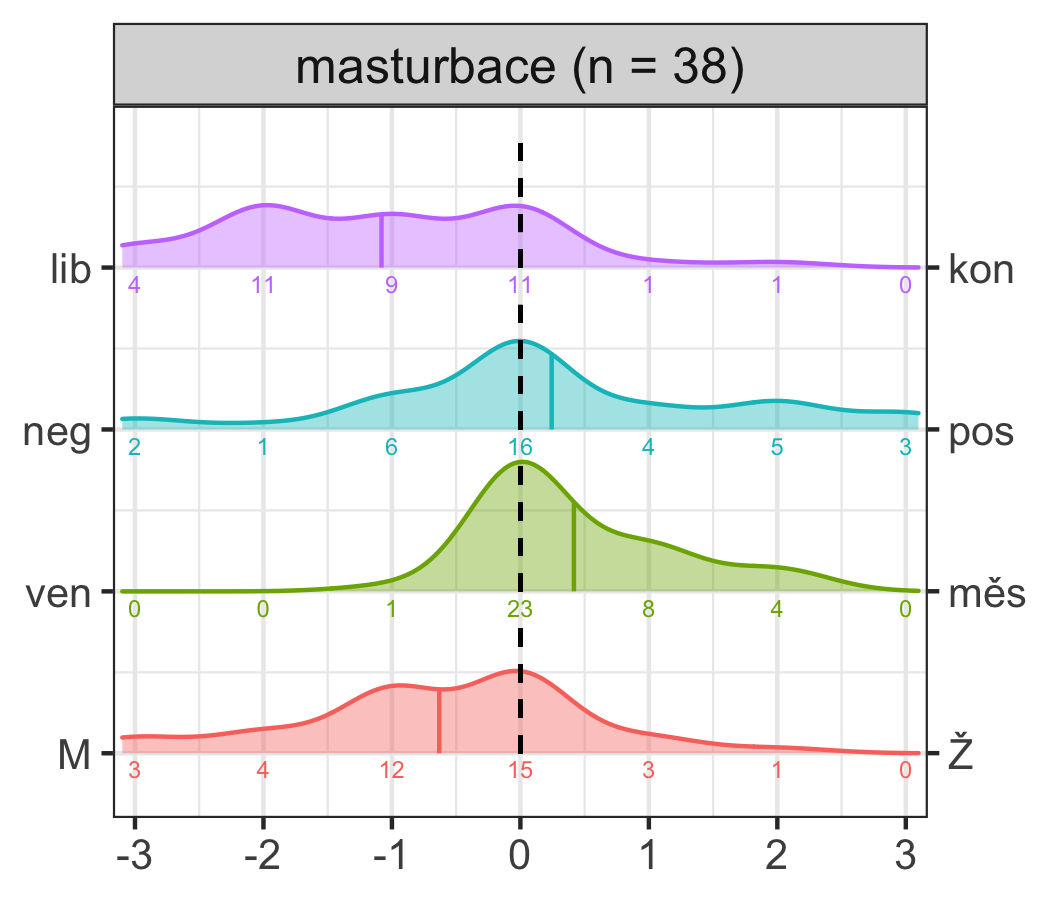 masturbace (n = 38)
lib kon
4 11 9 11 1 1 0
neg pos
2 1 6 16 4 5 3
ven měs
0 0 1 23 8 4 0
M Ž
3 4 12 15 3 1 0
-3 -2 -1 0 1 2 3